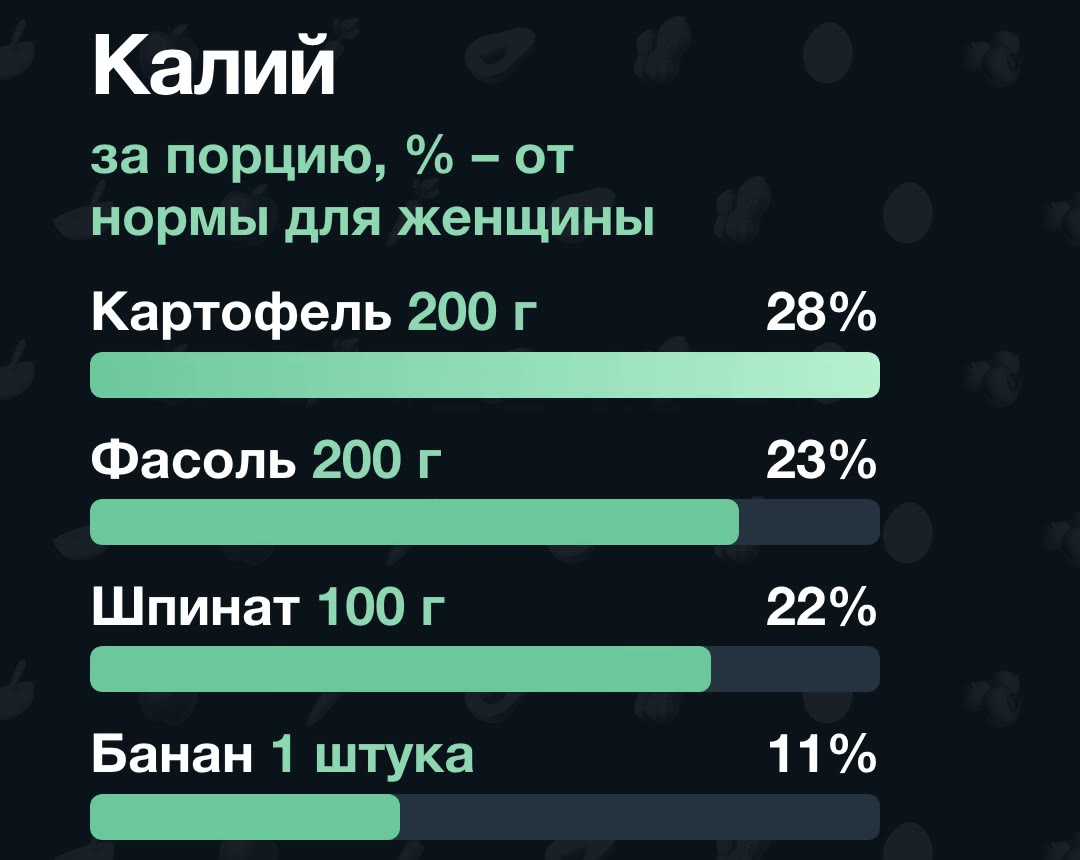 Калий
за порцию, % – от
нормы для женщины
Картофель 200 г 28%
Фасоль 200 г 23%
Шпинат 100 г 22%
Банан 1 штука 11%